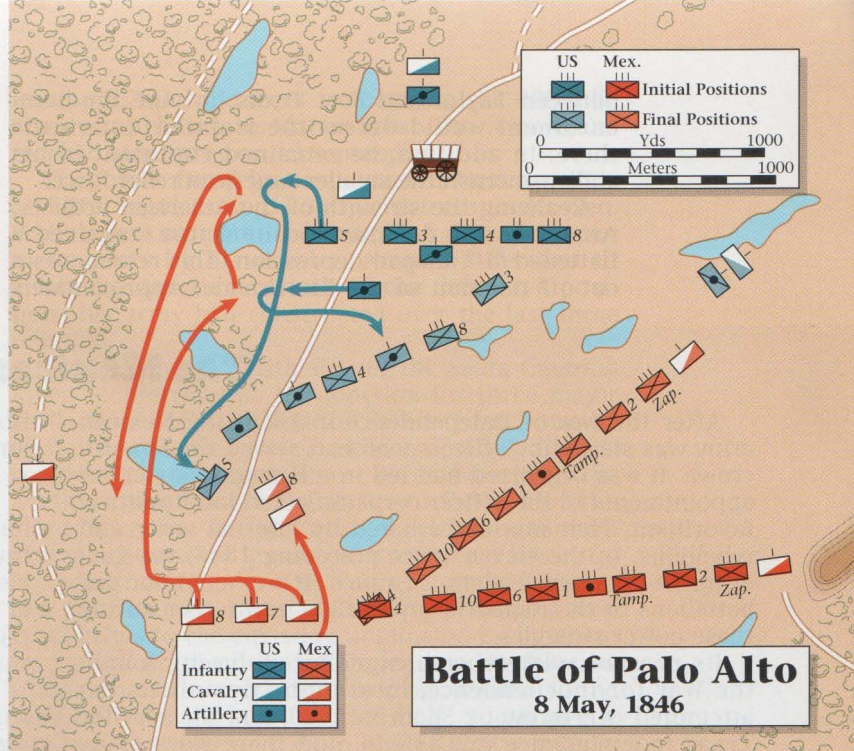 US Mex.
Initial Positions
Final Positions
0 Yds 1000
0 Meters 1000
5 3 4 8
3
8
4
5
8
Zap.
2
Tamp.
1
6
10
4
4 10 6 1 Tamp. 2 Zap.
8 7
US Mex
Infantry
Cavalry
Artillery
Battle of Palo Alto
8 May, 1846